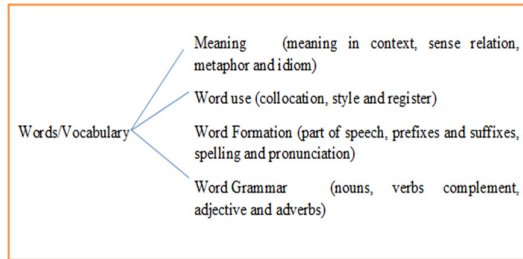 Meaning (meaning in context, sense relation,
metaphor and idiom)
Word use (collocation, style and register)
Words/Vocabulary
Word Formation (part of speech, prefixes and suffixes,
spelling and pronunciation)
Word Grammar (nouns, verbs complement,
adjective and adverbs)